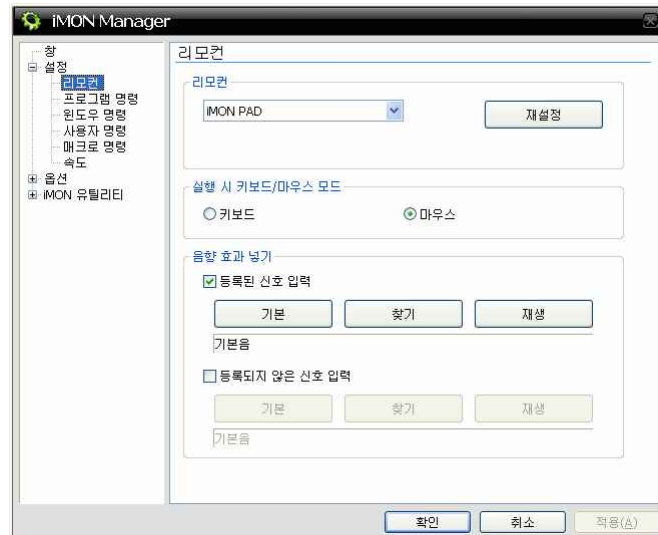 iMON Manager
창
설정
리모컨
프로그램 명령
윈도우 명령
사용자 명령
매크로 명령
속도
옵션
iMON 유틸리티
리모컨
리모컨
iMON PAD
재설정
실행 시 키보드/마우스 모드
키보드 마우스
음향 효과 넣기
등록된 신호 입력
기본 찾기 재생
기본음
등록되지 않은 신호 입력
기본 찾기 재생
기본음
확인 취소 적용(A)